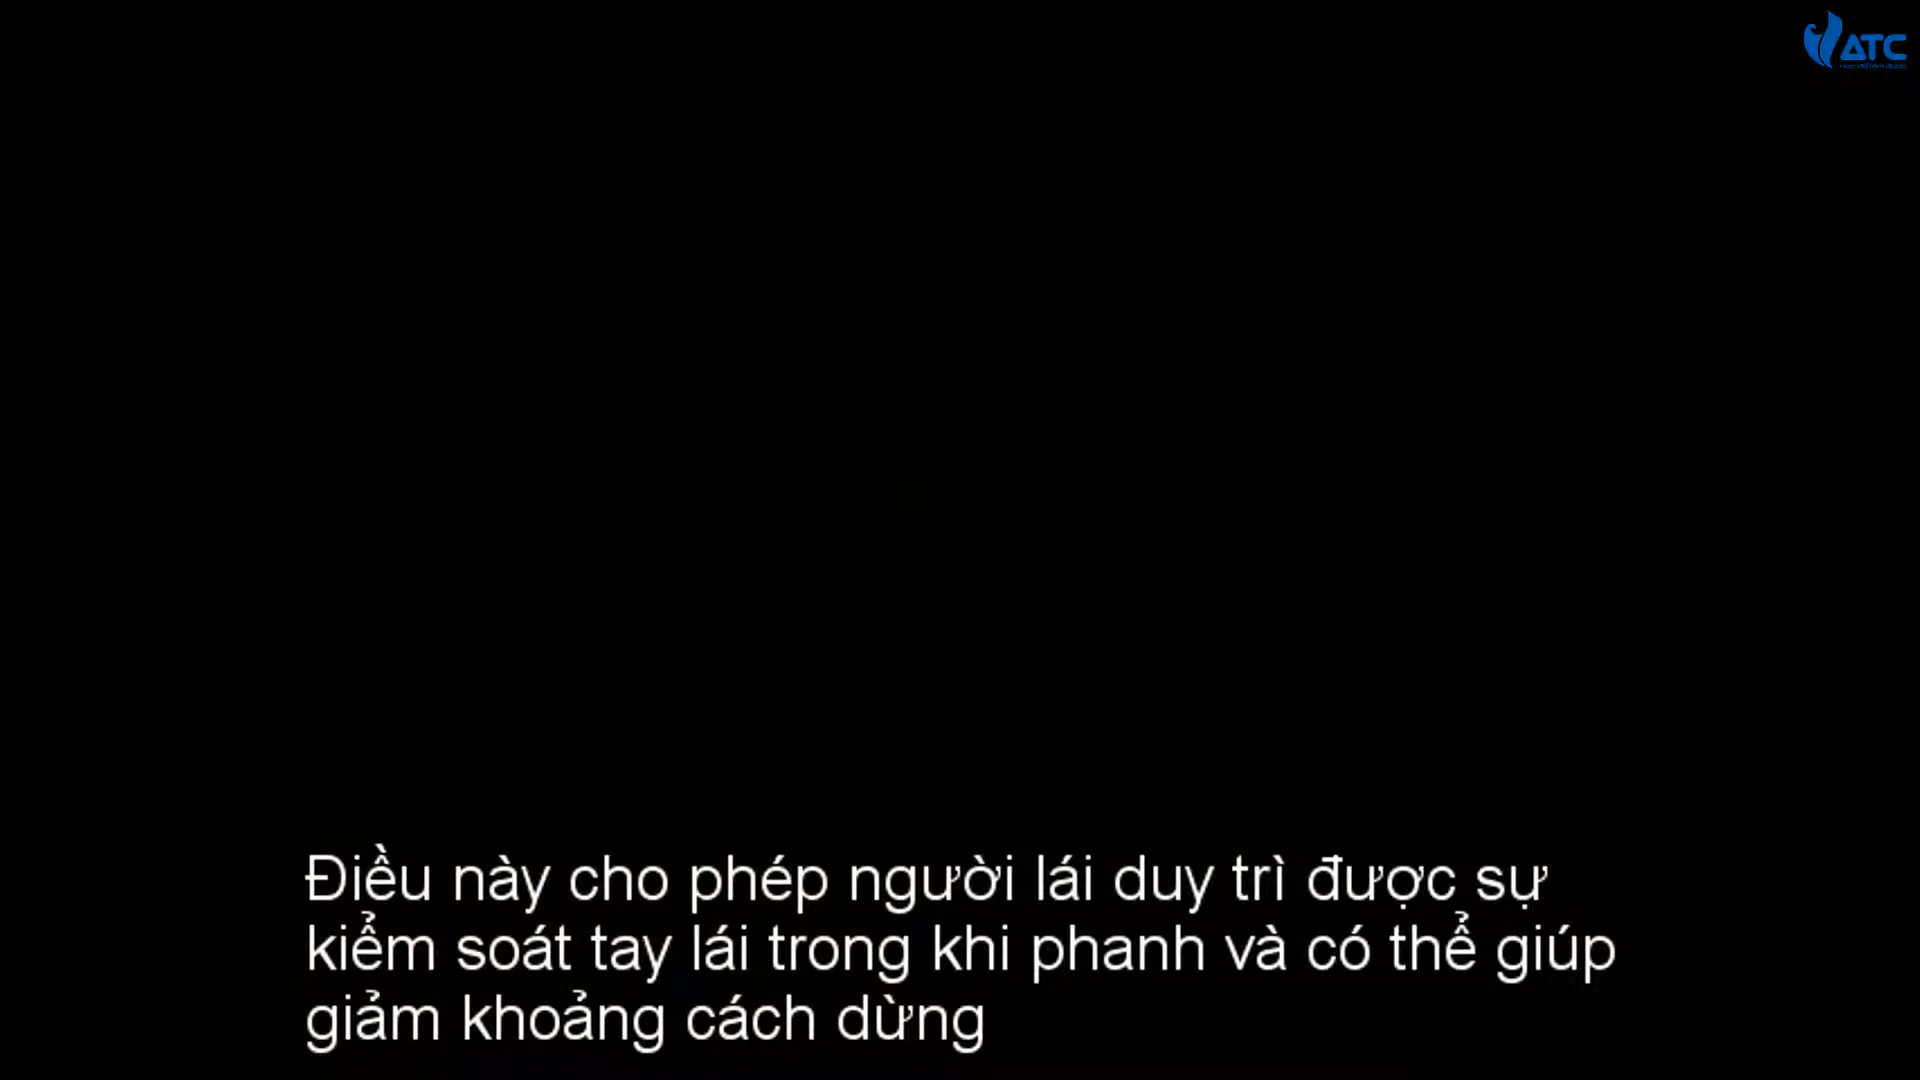 ATC
Điều này cho phép người lái duy trì được sự
kiểm soát tay lái trong khi phanh và có thể giúp
giảm khoảng cách dừng